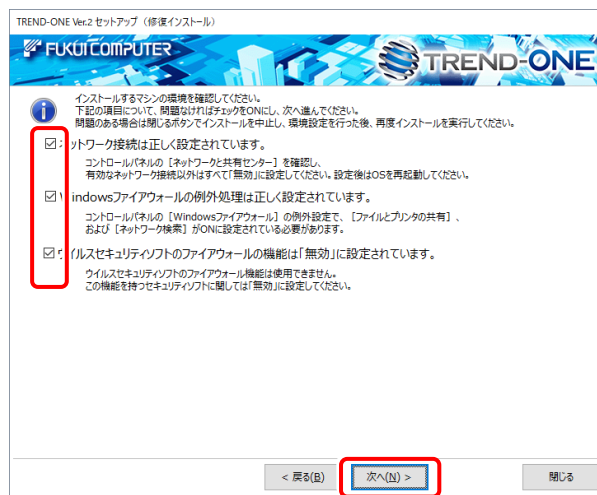 TREND-ONE Ver.2 セットアップ（修復インストール）
FUKUI COMPUTER
TREND-ONE
インストールするマシンの環境を確認してください。
下記の項目について、問題なければチェックをONにし、次へ進んでください。
問題のある場合は閉じるボタンでインストールを中止し、環境設定を行った後、再度インストールを実行してください。
ットワーク接続は正しく設定されています。
コントロールパネルの［ネットワークと共有センター］を確認し、
有効なネットワーク接続以外はすべて「無効」に設定してください。設定後はOSを再起動してください。
indowsファイアウォールの例外処理は正しく設定されています。
コントロールパネルの［Windowsファイアウォール］の例外設定で、［ファイルとプリンタの共有］、
および［ネットワーク検索］がONに設定されている必要があります。
イルスセキュリティソフトのファイアウォールの機能は「無効」に設定されています。
ウイルスセキュリティソフトのファイアウォール機能は使用できません。
この機能を持つセキュリティソフトに関しては「無効」に設定してください。
< 戻る(B)
次へ(N) >
閉じる